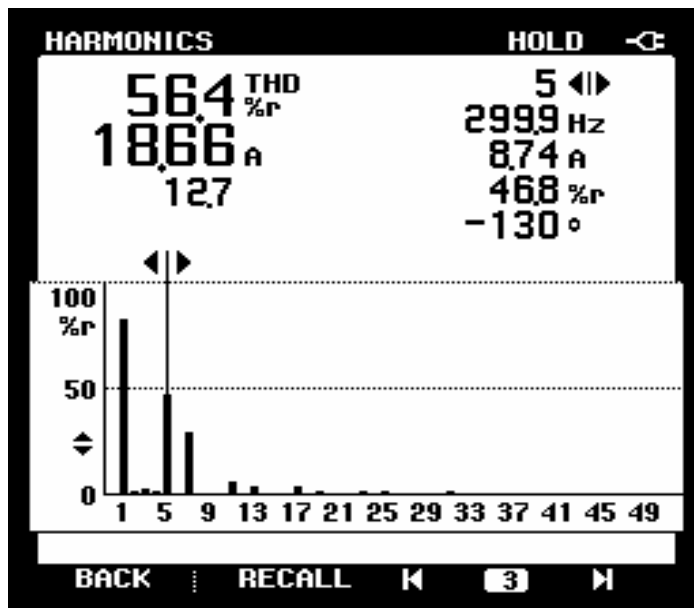 HARMONICS HOLD
56.4 THD %r
18.66 A
12.7
5
299.9 Hz
8.74 A
46.8 %r
-130 °
100
%r
50
0
1 5 9 13 17 21 25 29 33 37 41 45 49
BACK RECALL 3